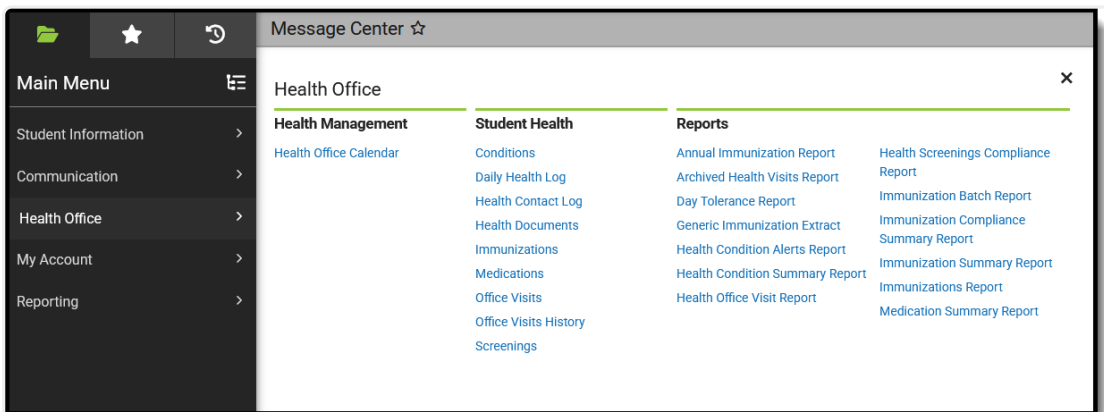 Message Center
Main Menu
Student Information
Communication
Health Office
My Account
Reporting
Health Office
Health Management
Health Office Calendar
Student Health
Conditions
Daily Health Log
Health Contact Log
Health Documents
Immunizations
Medications
Office Visits
Office Visits History
Screenings
Reports
Annual Immunization Report
Archived Health Visits Report
Day Tolerance Report
Generic Immunization Extract
Health Condition Alerts Report
Health Condition Summary Report
Health Office Visit Report
Health Screenings Compliance
Report
Immunization Batch Report
Immunization Compliance
Summary Report
Immunization Summary Report
Immunizations Report
Medication Summary Report